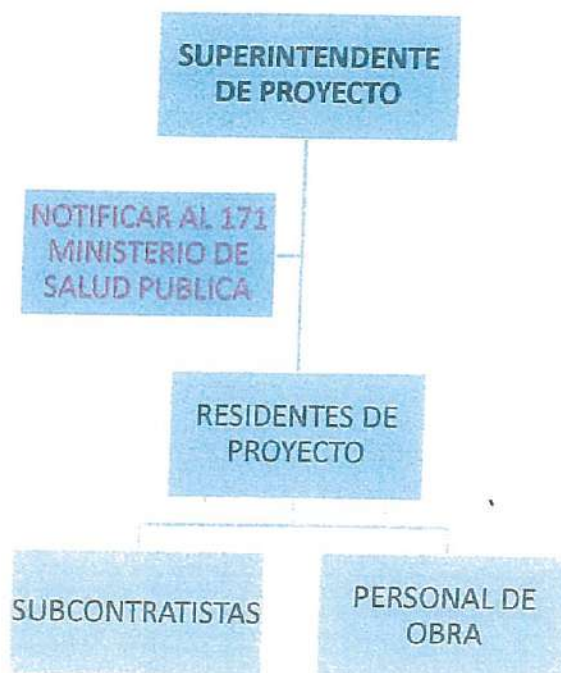 SUPERINTENDENTE
DE PROYECTO
NOTIFICAR AL 171
MINISTERIO DE
SALUD PUBLICA
RESIDENTES DE
PROYECTO
SUBCONTRATISTAS
PERSONAL DE
OBRA